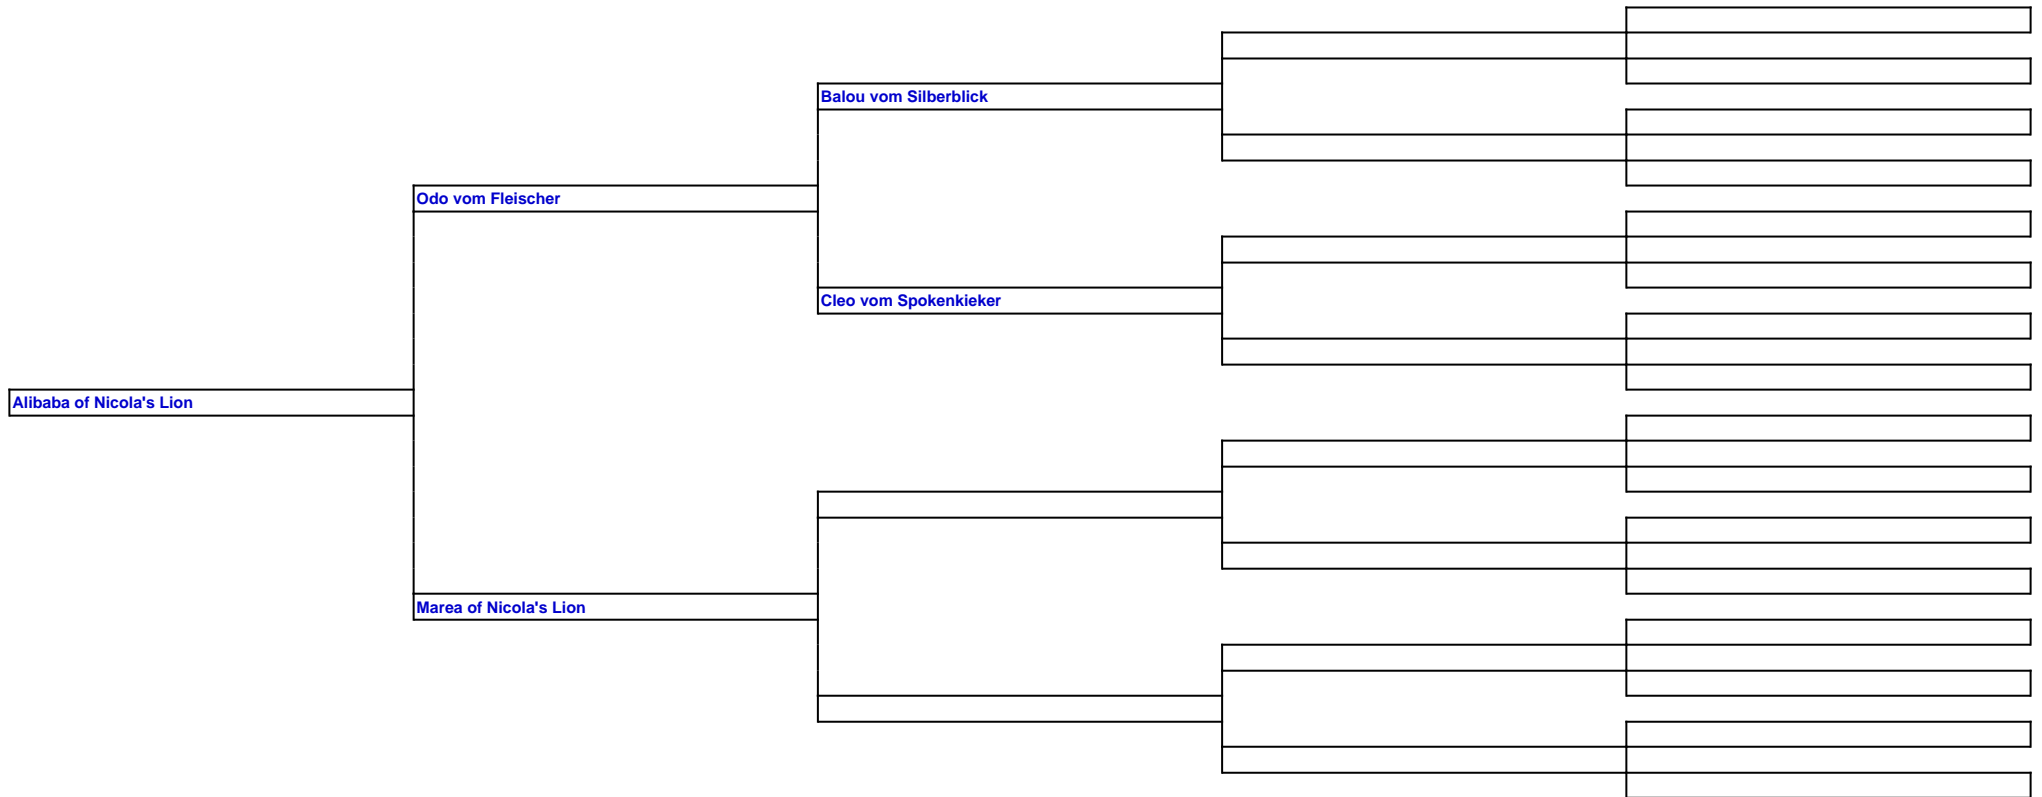 Balou vom Silberblick
Odo vom Fleischer
Cleo vom Spokenkieker
Alibaba of Nicola's Lion
Marea of Nicola's Lion